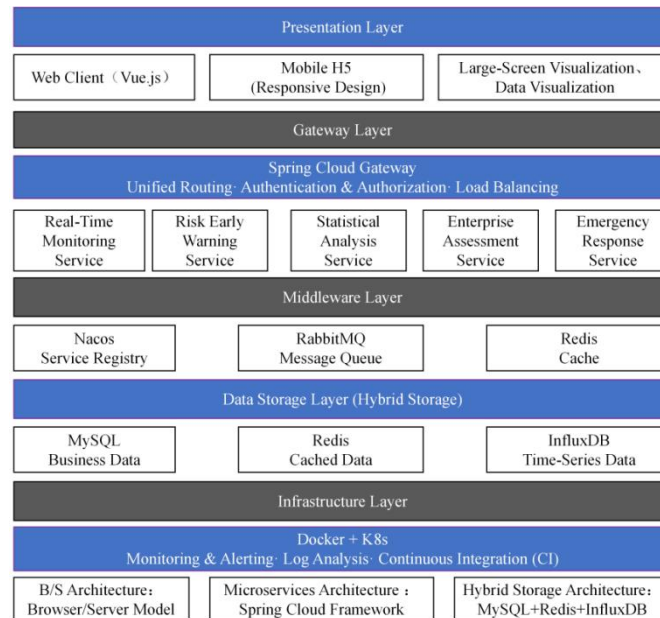 Presentation Layer
Web Client（Vue.js）
Mobile H5
(Responsive Design)
Large-Screen Visualization、
Data Visualization
Gateway Layer
Spring Cloud Gateway
Unified Routing· Authentication & Authorization· Load Balancing
Real-Time
Monitoring
Service
Risk Early
Warning
Service
Statistical
Analysis
Service
Enterprise
Assessment
Service
Emergency
Response
Service
Middleware Layer
Nacos
Service Registry
RabbitMQ
Message Queue
Redis
Cache
Data Storage Layer (Hybrid Storage)
MySQL
Business Data
Redis
Cached Data
InfluxDB
Time-Series Data
Infrastructure Layer
Docker + K8s
Monitoring & Alerting· Log Analysis· Continuous Integration (CI)
B/S Architecture：
Browser/Server Model
Microservices Architecture：
Spring Cloud Framework
Hybrid Storage Architecture：
MySQL+Redis+InfluxDB